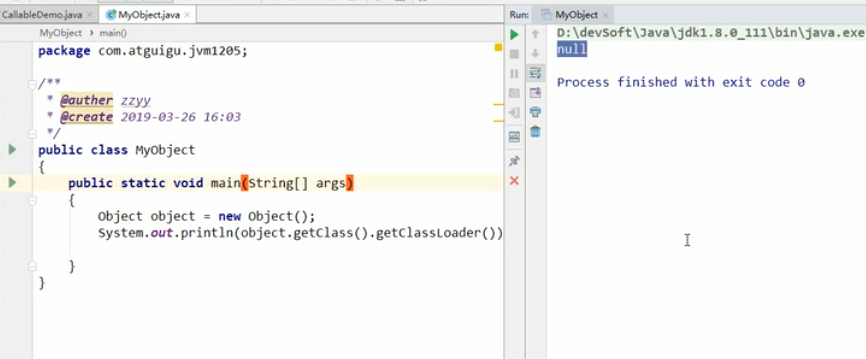 CallableDemo.java
MyObject.java
Run:
MyObject
MyObject
main()
package com.atguigu.jvm1205;
/**
* @auther zzyy
* @create 2019-03-26 16:03
*/
public class MyObject
{
public static void main(String[] args)
{
Object object = new Object();
System.out.println(object.getClass().getClassLoader())
}
}
D:\devSoft\Java\jdk1.8.0_111\bin\java.exe
null
Process finished with exit code 0